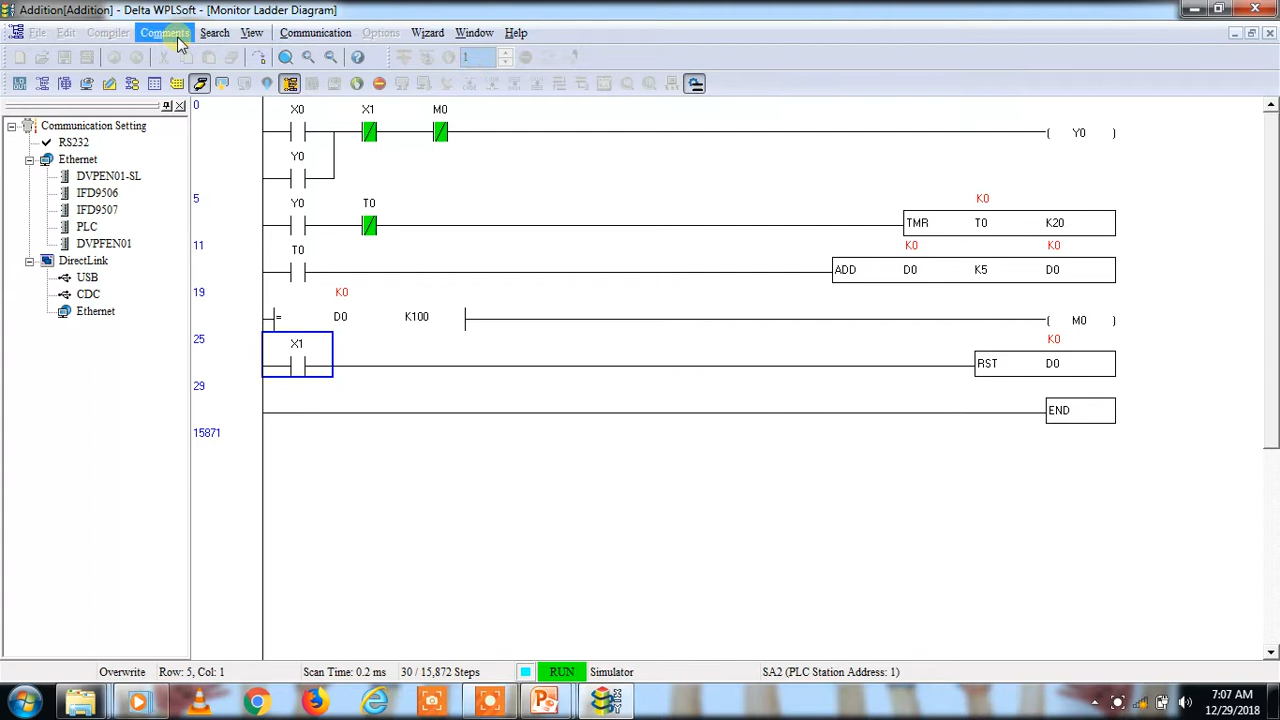 Addition[Addition] - Delta WPLSoft - [Monitor Ladder Diagram]
File Edit Compiler Comments Search View Communication Options Wizard Window Help
1
0
X0 X1 M0
Y0
Y0
5
Y0 T0
K0
TMR T0 K20
11
T0
K0 K0
ADD D0 K5 D0
19
K0
= D0 K100
M0
25
X1
K0
RST D0
29
END
15871
Communication Setting
RS232
Ethernet
DVPEN01-SL
IFD9506
IFD9507
PLC
DVPFEN01
DirectLink
USB
CDC
Ethernet
Overwrite Row: 5, Col: 1 Scan Time: 0.2 ms 30 / 15,872 Steps RUN Simulator SA2 (PLC Station Address: 1)
7:07 AM
12/29/2018